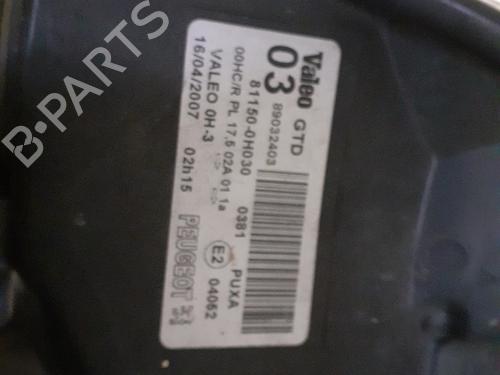 Valeo GTD
03 89032403
81150-0H030 0381 PUXA
00HC/R PL 17,5 02A 01 1a E2 04052
VALEO 0H-3
16/04/2007 02h15 PEUGEOT
B-PARTS